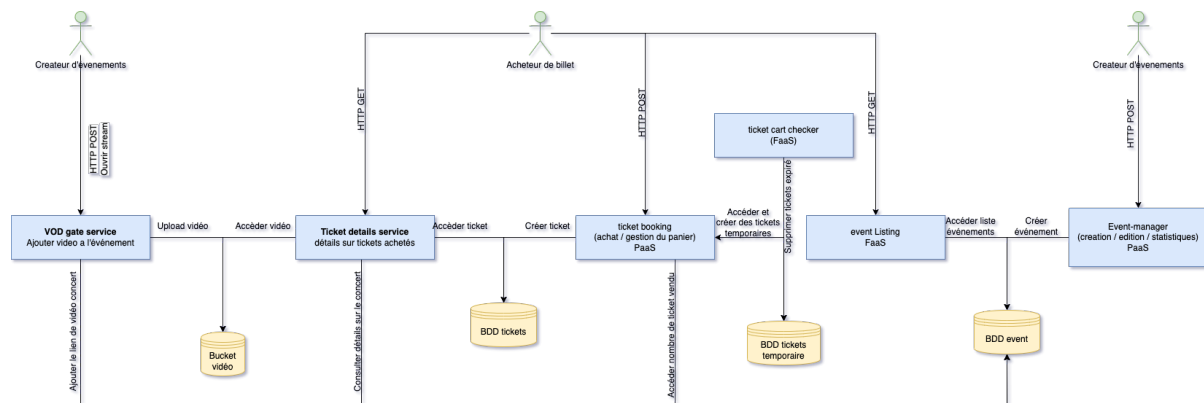 Createur d'évenements
Acheteur de billet
Createur d'évenements
HTTP POST
Ouvrir stream
HTTP GET
HTTP POST
HTTP GET
HTTP POST
ticket cart checker
(FaaS)
Supprimer tickets expiré
VOD gate service
Ajouter video a l'événement
Upload vidéo
Accèder vidéo
Ticket details service
détails sur tickets achetés
Accèder ticket
Créer ticket
ticket booking
(achat / gestion du panier)
PaaS
Accéder et
créer des tickets
temporaires
event Listing
FaaS
Accéder liste
événements
Créer
événement
Event-manager
(creation / edition / statistiques)
PaaS
Ajouter le lien de vidéo concert
Bucket
vidéo
Consulter détails sur le concert
BDD tickets
Accèder nombre de ticket vendu
BDD tickets
temporaire
BDD event